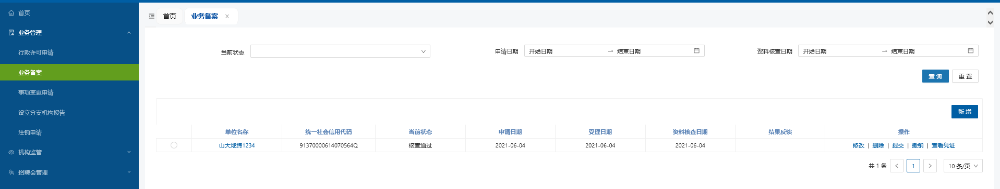 首页
业务管理
行政许可申请
业务备案
事项变更申请
设立分支机构报告
注销申请
机构监管
招聘会管理
首页 业务备案
当前状态 申请日期 开始日期 结束日期 资料核查日期 开始日期 结束日期
查询 重置
新增
单位名称 统一社会信用代码 当前状态 申请日期 受理日期 资料核查日期 结果反馈 操作
山大地纬1234 91370000614070564Q 核查通过 2021-06-04 2021-06-04 2021-06-04 修改 | 删除 | 提交 | 撤销 | 查看凭证
共 1 条 < 1 > 10 条/页